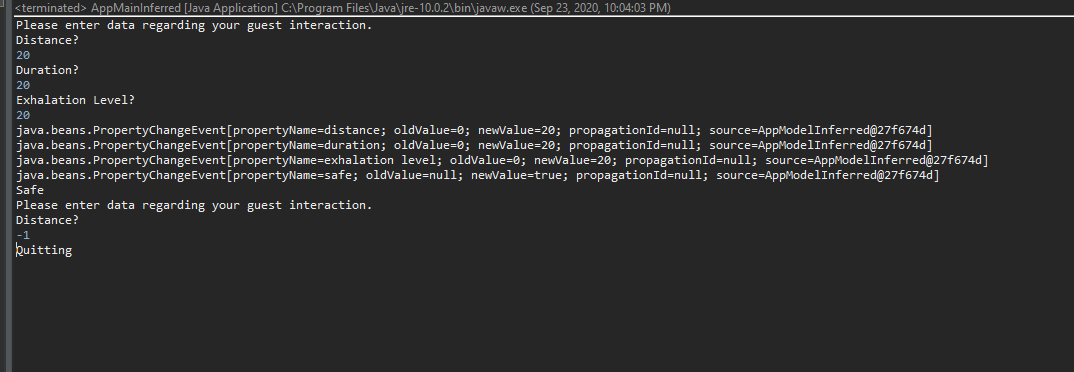 <terminated> AppMainInferred [Java Application] C:\Program Files\Java\jre-10.0.2\bin\javaw.exe (Sep 23, 2020, 10:04:03 PM)
Please enter data regarding your guest interaction.
Distance?
20
Duration?
20
Exhalation Level?
20
java.beans.PropertyChangeEvent[propertyName=distance; oldValue=0; newValue=20; propagationId=null; source=AppModelInferred@27f674d]
java.beans.PropertyChangeEvent[propertyName=duration; oldValue=0; newValue=20; propagationId=null; source=AppModelInferred@27f674d]
java.beans.PropertyChangeEvent[propertyName=exhalation level; oldValue=0; newValue=20; propagationId=null; source=AppModelInferred@27f674d]
java.beans.PropertyChangeEvent[propertyName=safe; oldValue=null; newValue=true; propagationId=null; source=AppModelInferred@27f674d]
Safe
Please enter data regarding your guest interaction.
Distance?
-1
Quitting